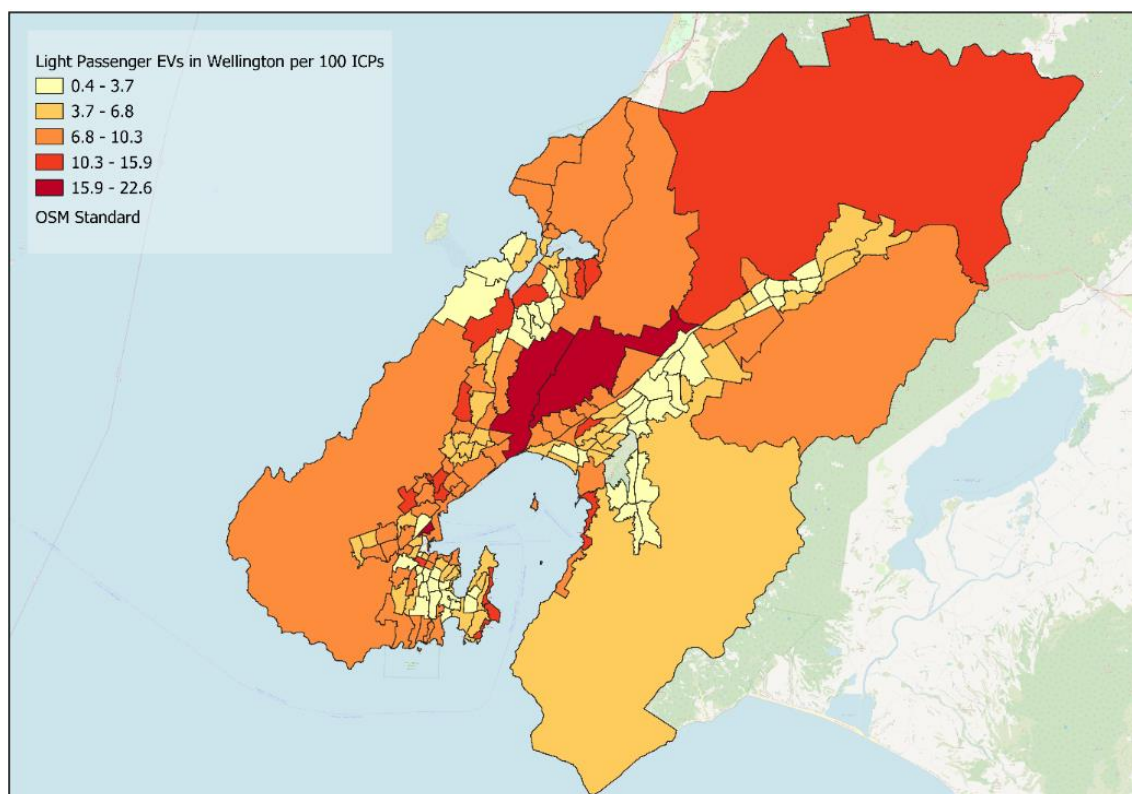 Light Passenger EVs in Wellington per 100 ICPs
0.4 - 3.7
3.7 - 6.8
6.8 - 10.3
10.3 - 15.9
15.9 - 22.6
OSM Standard